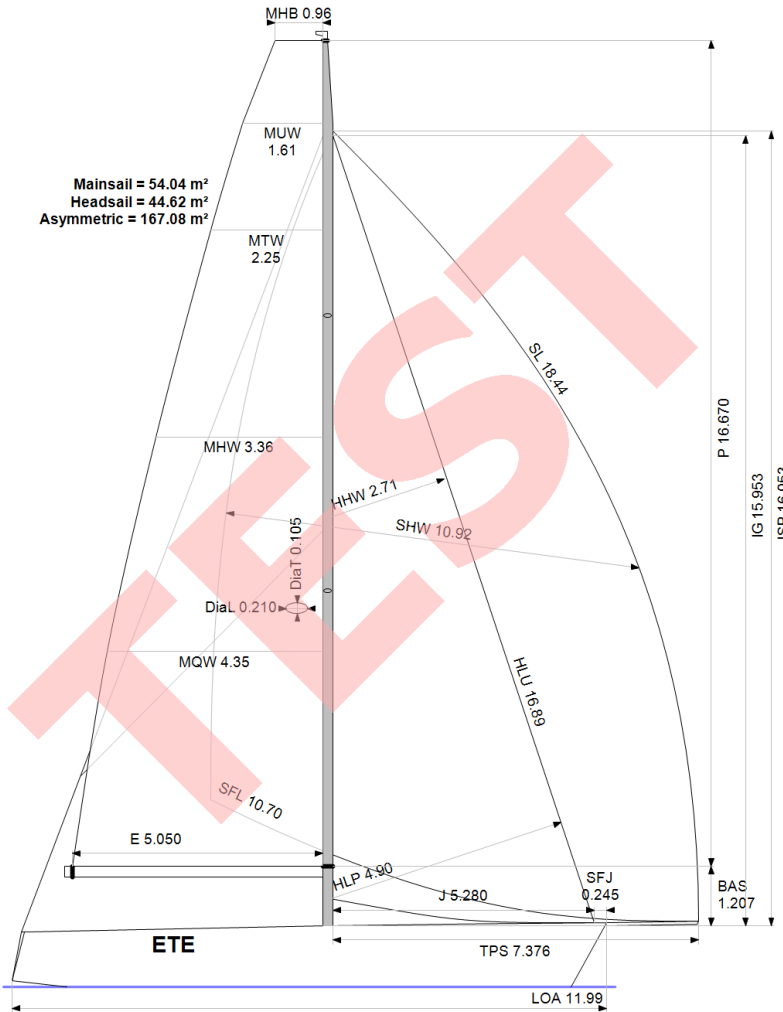 MHB 0.96
MUW
1.61
Mainsail = 54.04 m²
Headsail = 44.62 m²
Asymmetric = 167.08 m²
MTW
2.25
SL 18.44
P 16.670
IG 15.953
ISP 16.053
MHW 3.36
HHW 2.71
SHW 10.92
DiaT 0.105
DiaL 0.210
MQW 4.35
HLU 16.89
SFL 10.70
E 5.050
HLP 4.90
J 5.280
SFJ
0.245
BAS
1.207
ETE
TPS 7.376
LOA 11.99
TEST